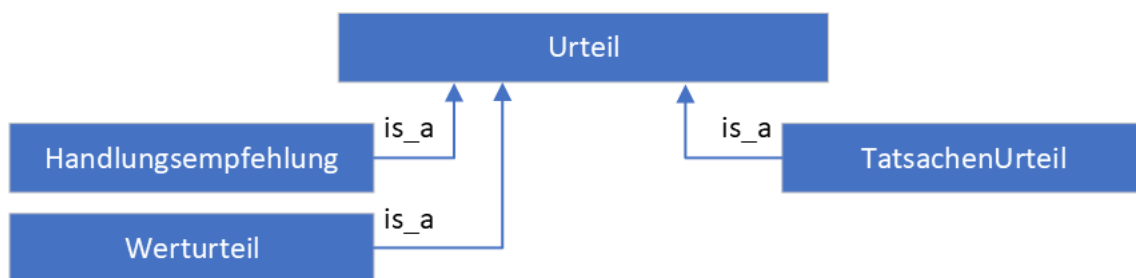 Urteil
is_a
is_a
Handlungsempfehlung
TatsachenUrteil
is_a
Werturteil